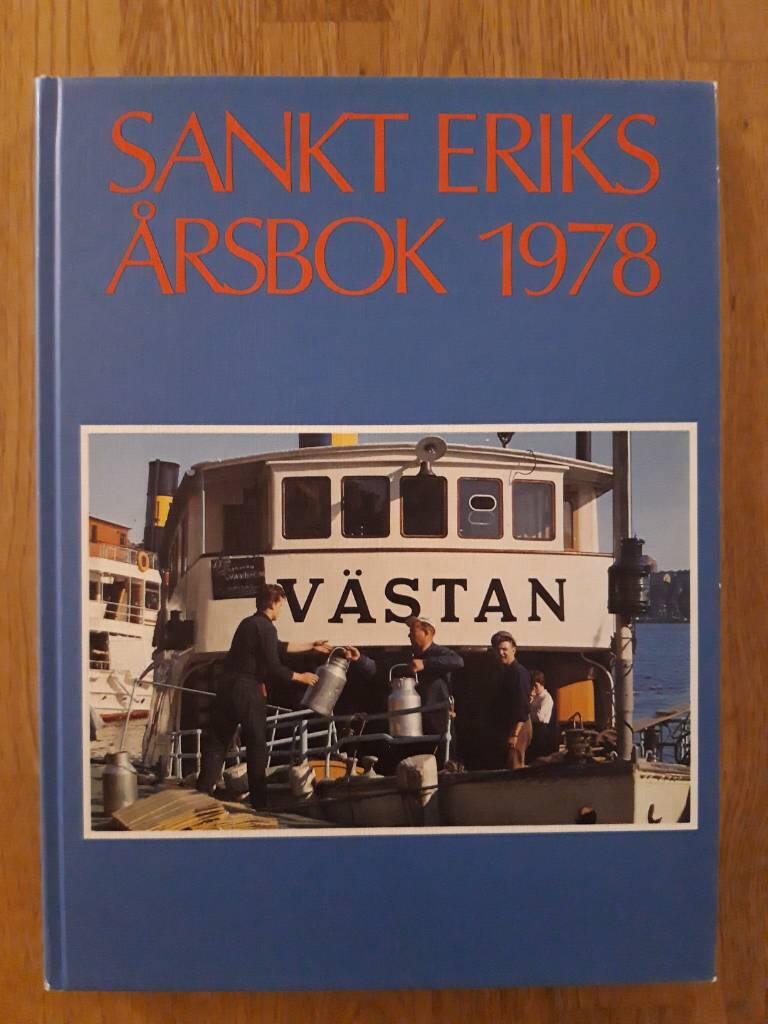 SANKT ERIKS
ÅRSBOK 1978
VÄSTAN